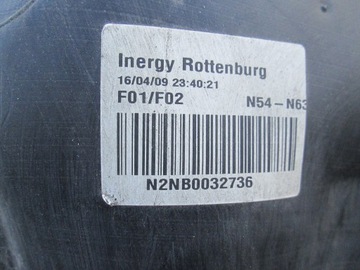 Inergy Rottenburg
16/04/09 23:40:21
F01/F02 N54-N63
N2NB0032736